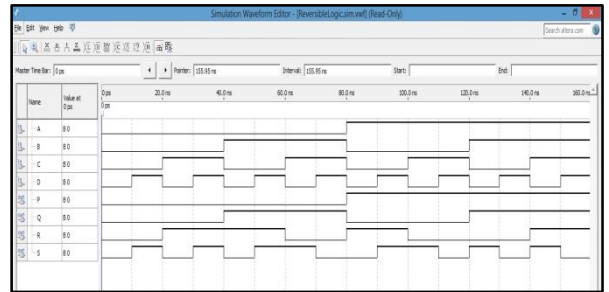 Simulation Waveform Editor - [ReversibleLogic.sim.vwf] (Read-Only)
File Edit View Help
Search altera.com
Master Time Bar: 0 ps Pointer: 155.95 ns Interval: 155.95 ns Start: End:
Name Value at 0 ps
0 ps 20.0 ns 40.0 ns 60.0 ns 80.0 ns 100.0 ns 120.0 ns 140.0 ns 160.0 ns
0 ps
A B 0
B B 0
C B 0
D B 0
P B 0
Q B 0
R B 0
S B 0